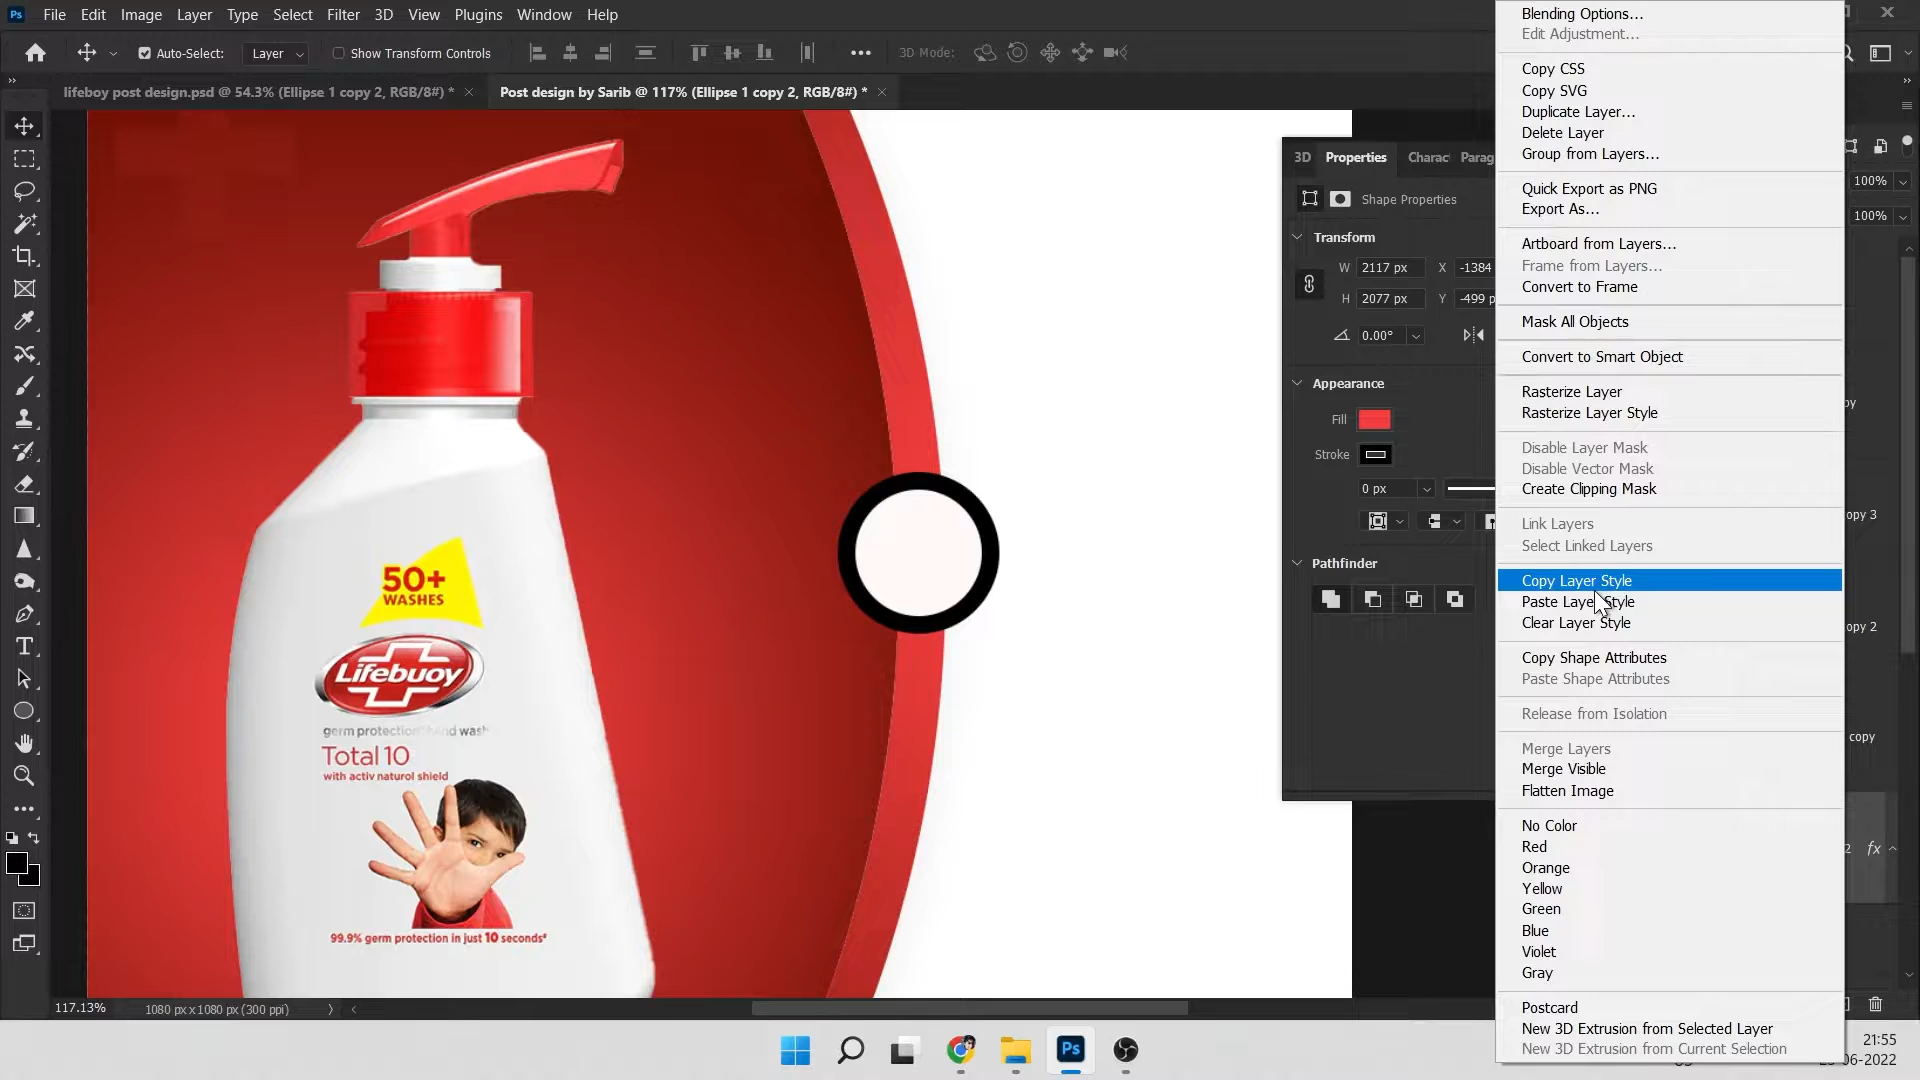 File Edit Image Layer Type Select Filter 3D View Plugins Window Help
Auto-Select: Layer Show Transform Controls 3D Mode:
lifeboy post design.psd @ 54.3% (Ellipse 1 copy 2, RGB/8#) * Post design by Sarib @ 117% (Ellipse 1 copy 2, RGB/8#) *
50+
WASHES
Lifebuoy
germ protection hand wash
Total 10
with activ naturol shield
99.9% germ protection in just 10 seconds*
3D Properties Charac Parag
Shape Properties
Transform
W 2117 px X -1384
H 2077 px Y -499 p
0.00°
Appearance
Fill
Stroke
0 px
Pathfinder
Blending Options...
Edit Adjustment...
Copy CSS
Copy SVG
Duplicate Layer...
Delete Layer
Group from Layers...
Quick Export as PNG
Export As...
Artboard from Layers...
Frame from Layers...
Convert to Frame
Mask All Objects
Convert to Smart Object
Rasterize Layer
Rasterize Layer Style
Disable Layer Mask
Disable Vector Mask
Create Clipping Mask
Link Layers
Select Linked Layers
Copy Layer Style
Paste Layer Style
Clear Layer Style
Copy Shape Attributes
Paste Shape Attributes
Release from Isolation
Merge Layers
Merge Visible
Flatten Image
No Color
Red
Orange
Yellow
Green
Blue
Violet
Gray
Postcard
New 3D Extrusion from Selected Layer
New 3D Extrusion from Current Selection
100%
100%
opy 3
opy 2
copy
2 fx
117.13% 1080 px x 1080 px (300 ppi)
Ps
21:55
06-2022